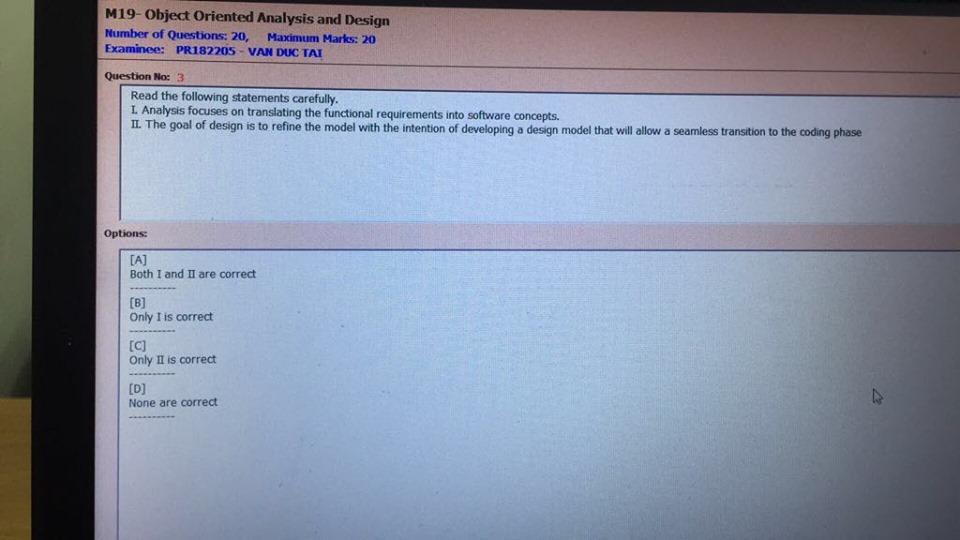 M19- Object Oriented Analysis and Design
Number of Questions: 20, Maximum Marks: 20
Examinee: PR182205 - VAN DUC TAI
Question No: 3
Read the following statements carefully.
I. Analysis focuses on translating the functional requirements into software concepts.
II. The goal of design is to refine the model with the intention of developing a design model that will allow a seamless transition to the coding phase
Options:
[A]
Both I and II are correct
----------
[B]
Only I is correct
----------
[C]
Only II is correct
----------
[D]
None are correct
----------